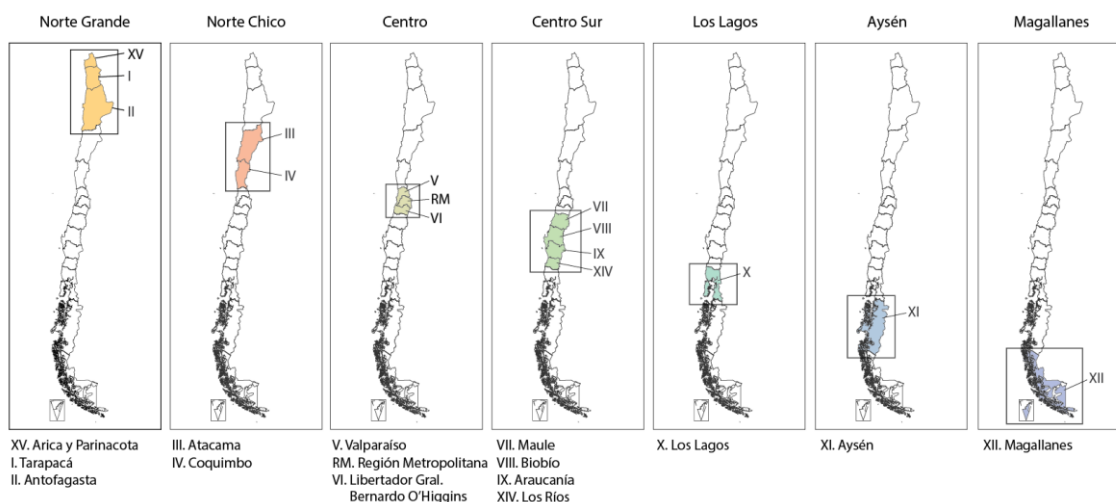 Norte Grande
Norte Chico
Centro
Centro Sur
Los Lagos
Aysén
Magallanes
XV
I
II
III
IV
V
RM
VI
VII
VIII
IX
XIV
X
XI
XII
XV. Arica y Parinacota
I. Tarapacá
II. Antofagasta
III. Atacama
IV. Coquimbo
V. Valparaíso
RM. Región Metropolitana
VI. Libertador Gral.
Bernardo O'Higgins
VII. Maule
VIII. Biobío
IX. Araucanía
XIV. Los Ríos
X. Los Lagos
XI. Aysén
XII. Magallanes